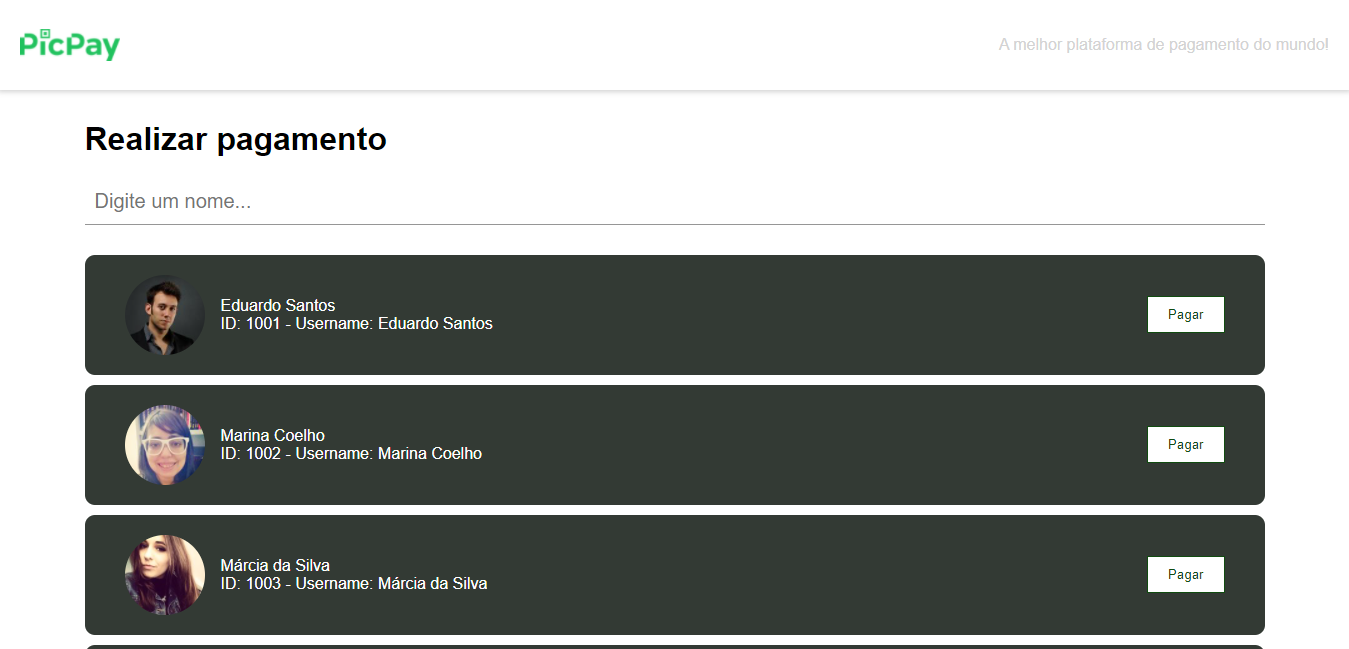 PicPay
A melhor plataforma de pagamento do mundo!
Realizar pagamento
Digite um nome...
Eduardo Santos
ID: 1001 - Username: Eduardo Santos
Pagar
Marina Coelho
ID: 1002 - Username: Marina Coelho
Pagar
Márcia da Silva
ID: 1003 - Username: Márcia da Silva
Pagar